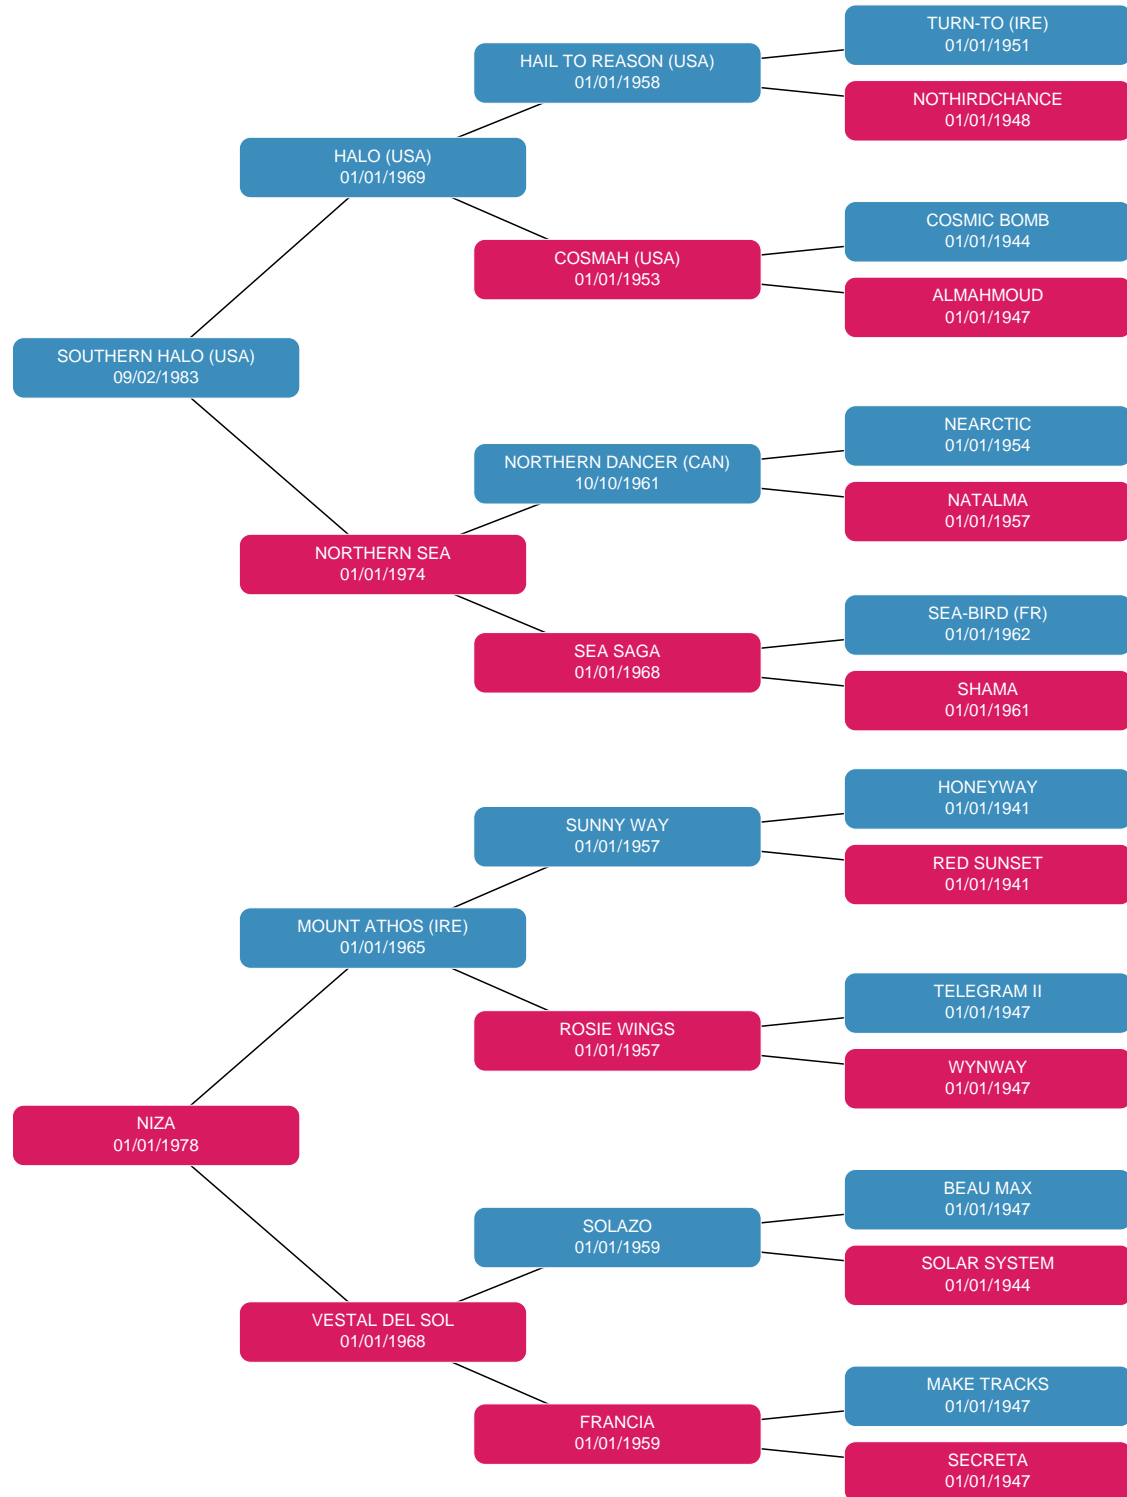 TURN-TO (IRE)
01/01/1951
HAIL TO REASON (USA)
01/01/1958
NOTHIRDCHANCE
01/01/1948
HALO (USA)
01/01/1969
COSMIC BOMB
01/01/1944
COSMAH (USA)
01/01/1953
ALMAHMOUD
01/01/1947
SOUTHERN HALO (USA)
09/02/1983
NEARCTIC
01/01/1954
NORTHERN DANCER (CAN)
10/10/1961
NATALMA
01/01/1957
NORTHERN SEA
01/01/1974
SEA-BIRD (FR)
01/01/1962
SEA SAGA
01/01/1968
SHAMA
01/01/1961
HONEYWAY
01/01/1941
SUNNY WAY
01/01/1957
RED SUNSET
01/01/1941
MOUNT ATHOS (IRE)
01/01/1965
TELEGRAM II
01/01/1947
ROSIE WINGS
01/01/1957
WYNWAY
01/01/1947
NIZA
01/01/1978
BEAU MAX
01/01/1947
SOLAZO
01/01/1959
SOLAR SYSTEM
01/01/1944
VESTAL DEL SOL
01/01/1968
MAKE TRACKS
01/01/1947
FRANCIA
01/01/1959
SECRETA
01/01/1947